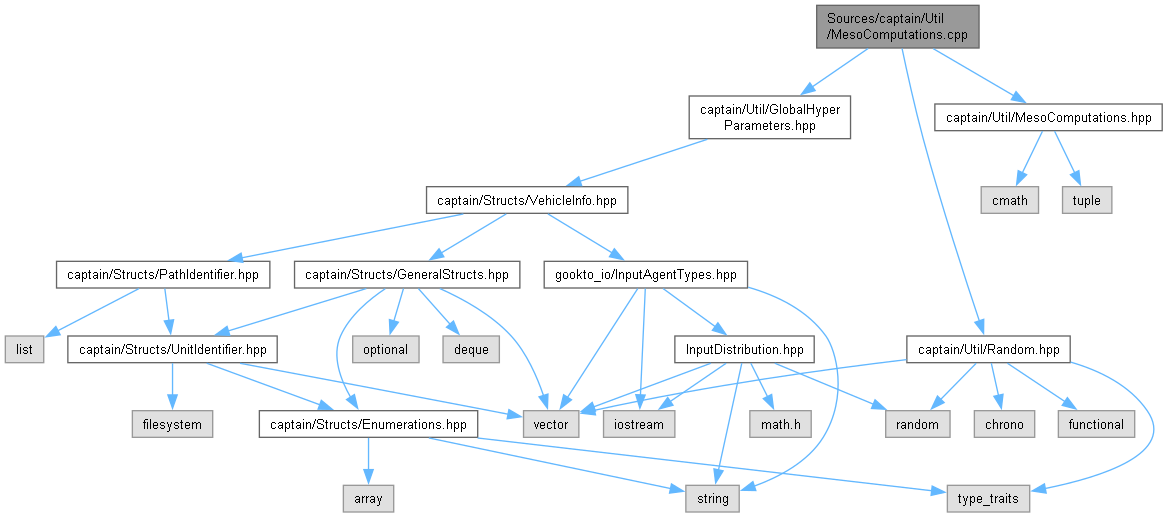 Sources/captain/Util
/MesoComputations.cpp
captain/Util/GlobalHyper
Parameters.hpp
captain/Util/MesoComputations.hpp
captain/Structs/VehicleInfo.hpp
cmath
tuple
captain/Structs/PathIdentifier.hpp
captain/Structs/GeneralStructs.hpp
gookto_io/InputAgentTypes.hpp
list
captain/Structs/UnitIdentifier.hpp
optional
deque
InputDistribution.hpp
captain/Util/Random.hpp
filesystem
captain/Structs/Enumerations.hpp
vector
iostream
math.h
random
chrono
functional
array
string
type_traits